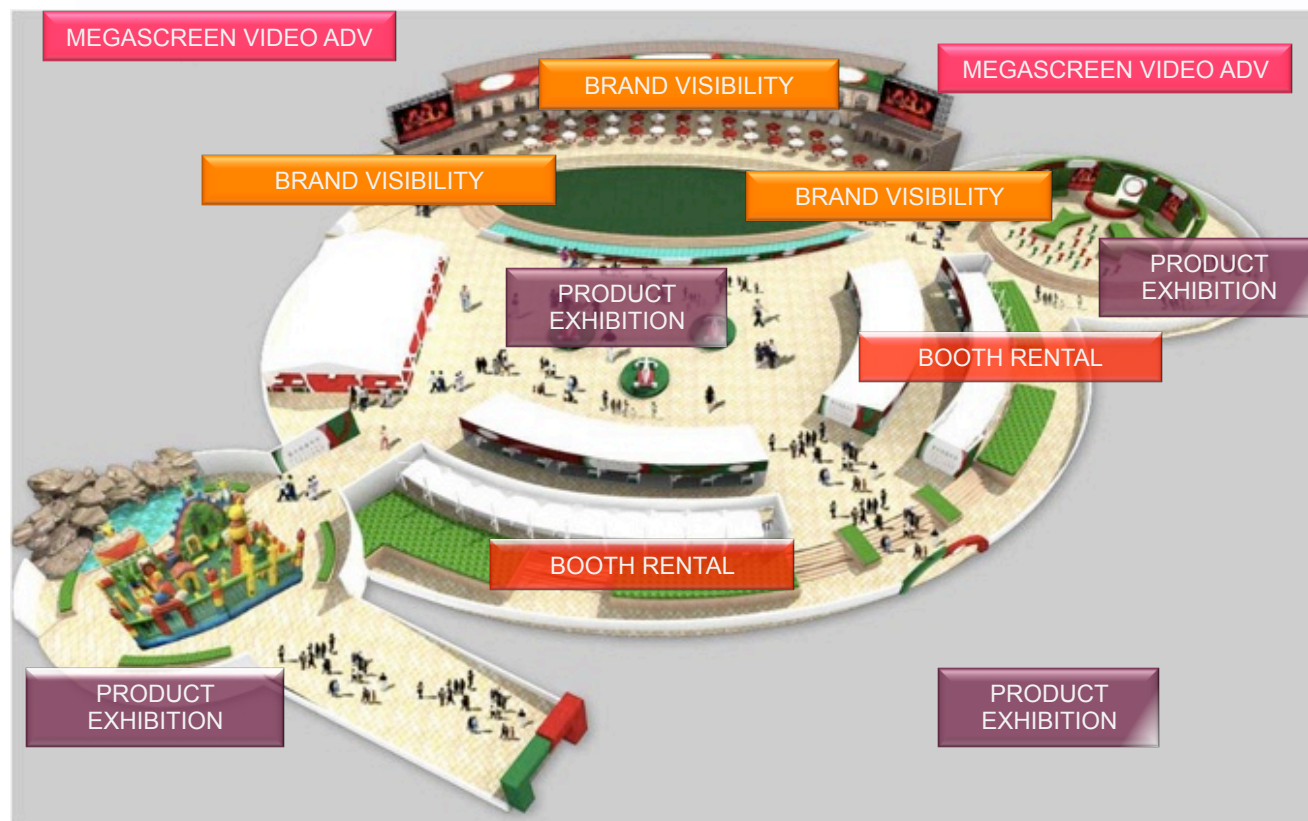 MEGASCREEN VIDEO ADV
BRAND VISIBILITY
MEGASCREEN VIDEO ADV
BRAND VISIBILITY
BRAND VISIBILITY
PRODUCT
EXHIBITION
PRODUCT
EXHIBITION
BOOTH RENTAL
BOOTH RENTAL
PRODUCT
EXHIBITION
PRODUCT
EXHIBITION